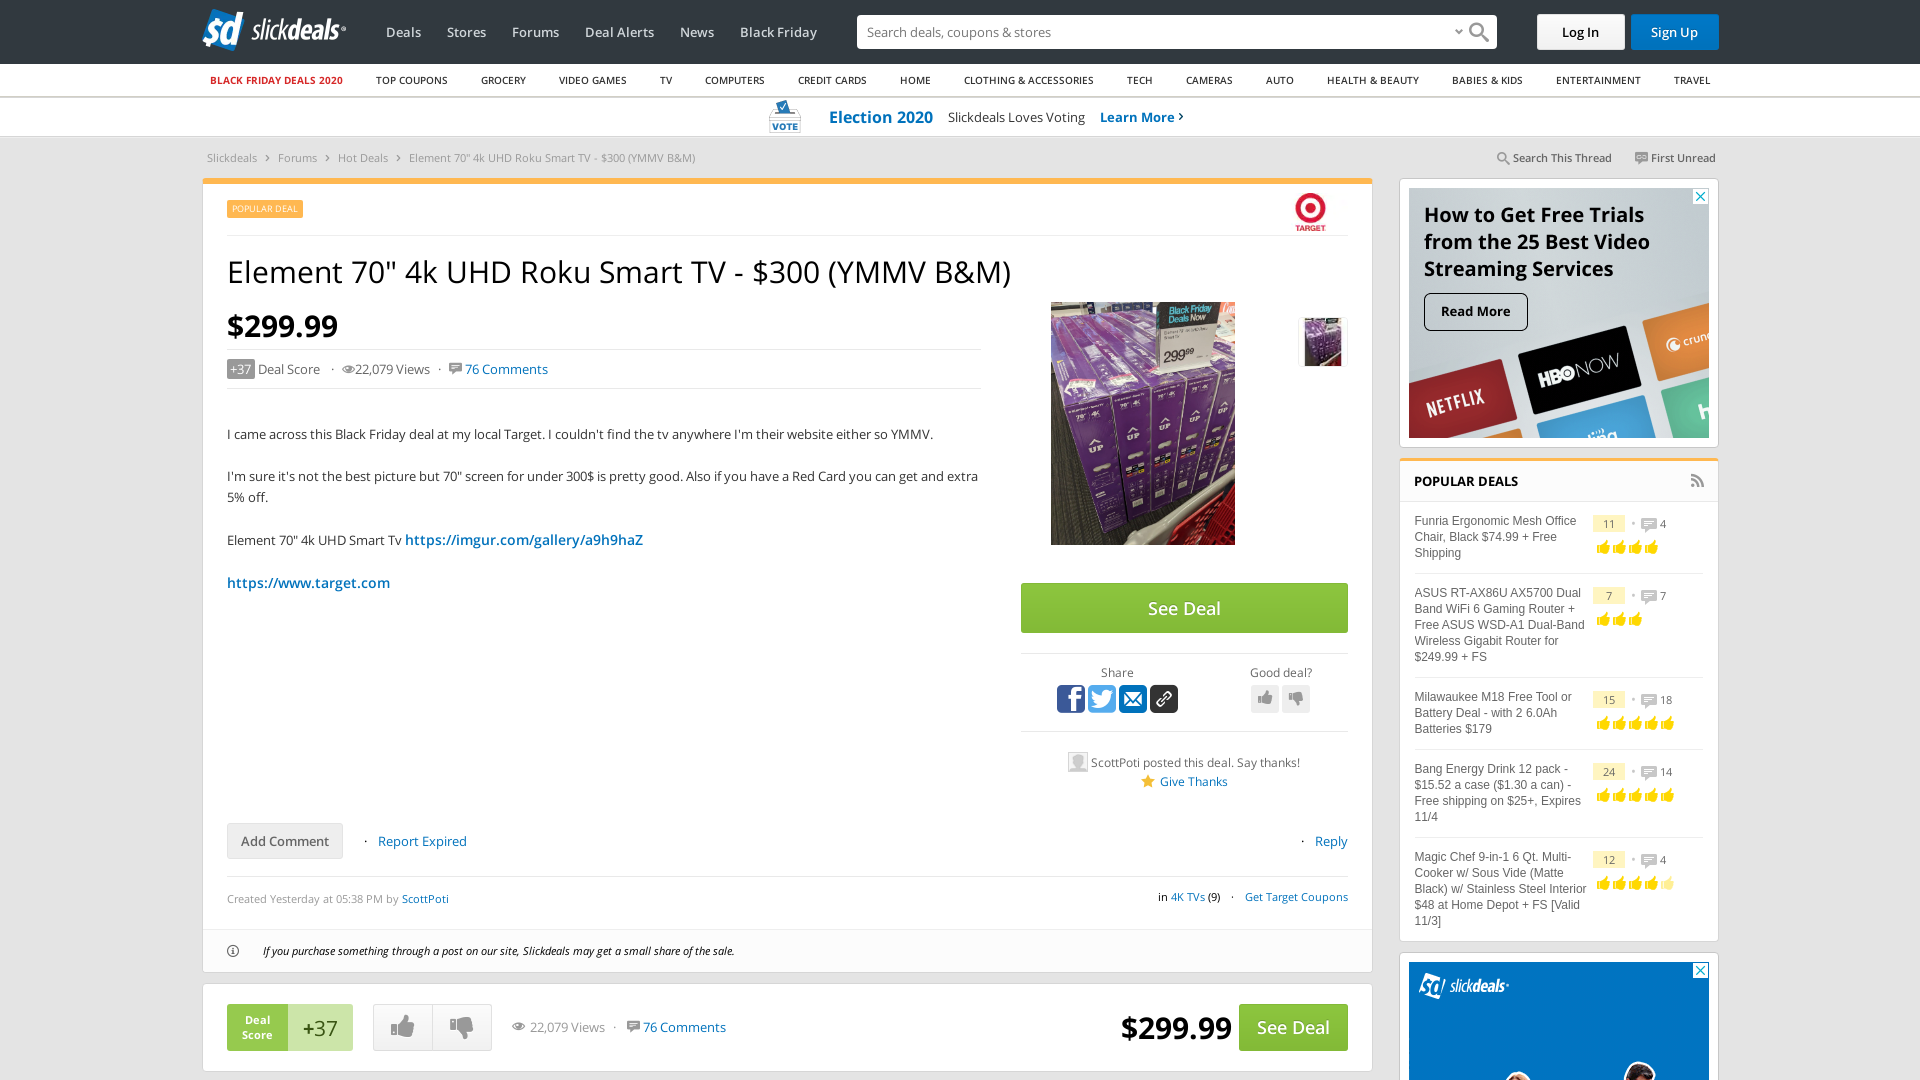 slickdeals
Deals
Stores
Forums
Deal Alerts
News
Black Friday
Search deals, coupons & stores
Log In
Sign Up
BLACK FRIDAY DEALS 2020
TOP COUPONS
GROCERY
VIDEO GAMES
TV
COMPUTERS
CREDIT CARDS
HOME
CLOTHING & ACCESSORIES
TECH
CAMERAS
AUTO
HEALTH & BEAUTY
BABIES & KIDS
ENTERTAINMENT
TRAVEL
VOTE
Election 2020 Slickdeals Loves Voting Learn More
Slickdeals > Forums > Hot Deals > Element 70" 4k UHD Roku Smart TV - $300 (YMMV B&M)
Search This Thread
First Unread
POPULAR DEAL
TARGET
Element 70" 4k UHD Roku Smart TV - $300 (YMMV B&M)
$299.99
+37 Deal Score · 22,079 Views · 76 Comments
I came across this Black Friday deal at my local Target. I couldn't find the tv anywhere I'm their website either so YMMV.
I'm sure it's not the best picture but 70" screen for under 300$ is pretty good. Also if you have a Red Card you can get and extra
5% off.
Element 70" 4k UHD Smart Tv https://imgur.com/gallery/a9h9haZ
https://www.target.com
Black Friday
Deals Now
299.99
UP
UP
UP
UP
UP
See Deal
Share
Good deal?
ScottPoti posted this deal. Say thanks!
Give Thanks
Add Comment
· Report Expired
· Reply
Created Yesterday at 05:38 PM by ScottPoti
in 4K TVs (9) · Get Target Coupons
If you purchase something through a post on our site, Slickdeals may get a small share of the sale.
Deal
Score
+37
22,079 Views · 76 Comments
$299.99
See Deal
How to Get Free Trials
from the 25 Best Video
Streaming Services
Read More
NETFLIX
HBO NOW
crunc
POPULAR DEALS
Funria Ergonomic Mesh Office
Chair, Black $74.99 + Free
Shipping
11 • 4
ASUS RT-AX86U AX5700 Dual
Band WiFi 6 Gaming Router +
Free ASUS WSD-A1 Dual-Band
Wireless Gigabit Router for
$249.99 + FS
7 • 7
Milwaukee M18 Free Tool or
Battery Deal - with 2 6.0Ah
Batteries $179
15 • 18
Bang Energy Drink 12 pack -
$15.52 a case ($1.30 a can) -
Free shipping on $25+, Expires
11/4
24 • 14
Magic Chef 9-in-1 6 Qt. Multi-
Cooker w/ Sous Vide (Matte
Black) w/ Stainless Steel Interior
$48 at Home Depot + FS [Valid
11/3]
12 • 4
slickdeals